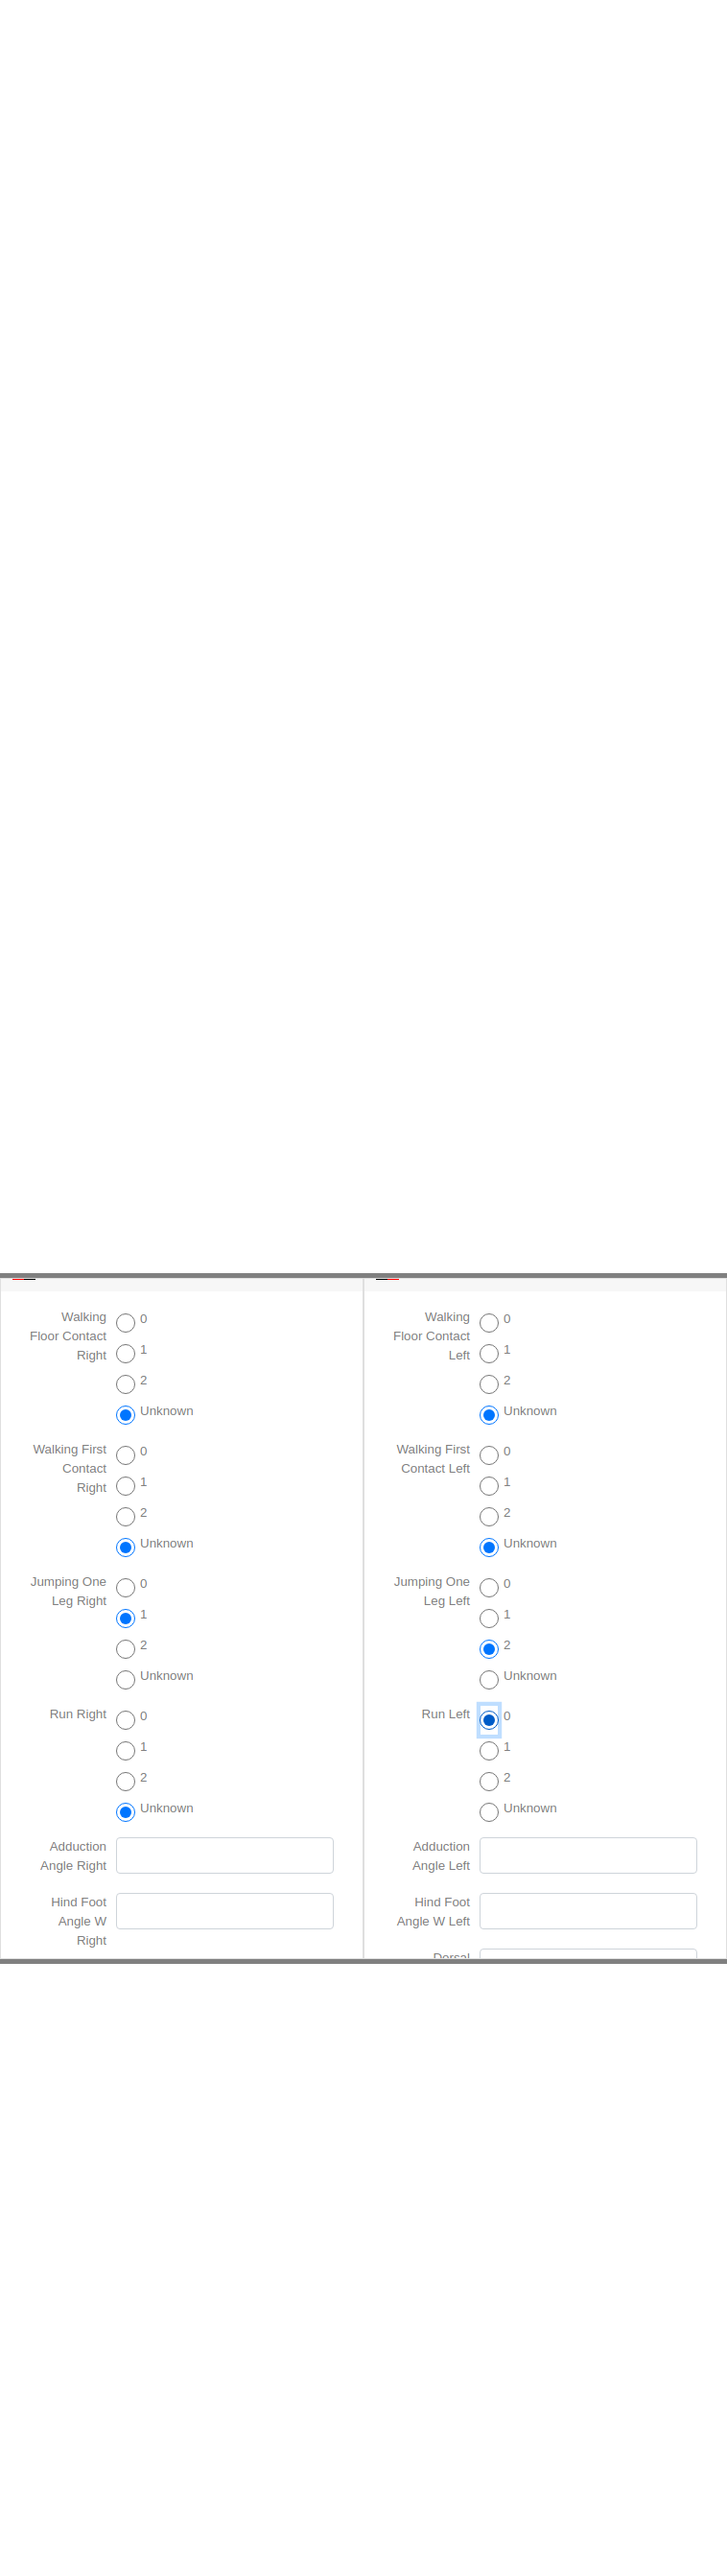 Walking
Floor Contact
Right
0
1
2
Unknown
Walking First
Contact
Right
0
1
2
Unknown
Jumping One
Leg Right
0
1
2
Unknown
Run Right
0
1
2
Unknown
Adduction
Angle Right
Hind Foot
Angle W
Right
Walking
Floor Contact
Left
0
1
2
Unknown
Walking First
Contact Left
0
1
2
Unknown
Jumping One
Leg Left
0
1
2
Unknown
Run Left
0
1
2
Unknown
Adduction
Angle Left
Hind Foot
Angle W Left
Dorsal